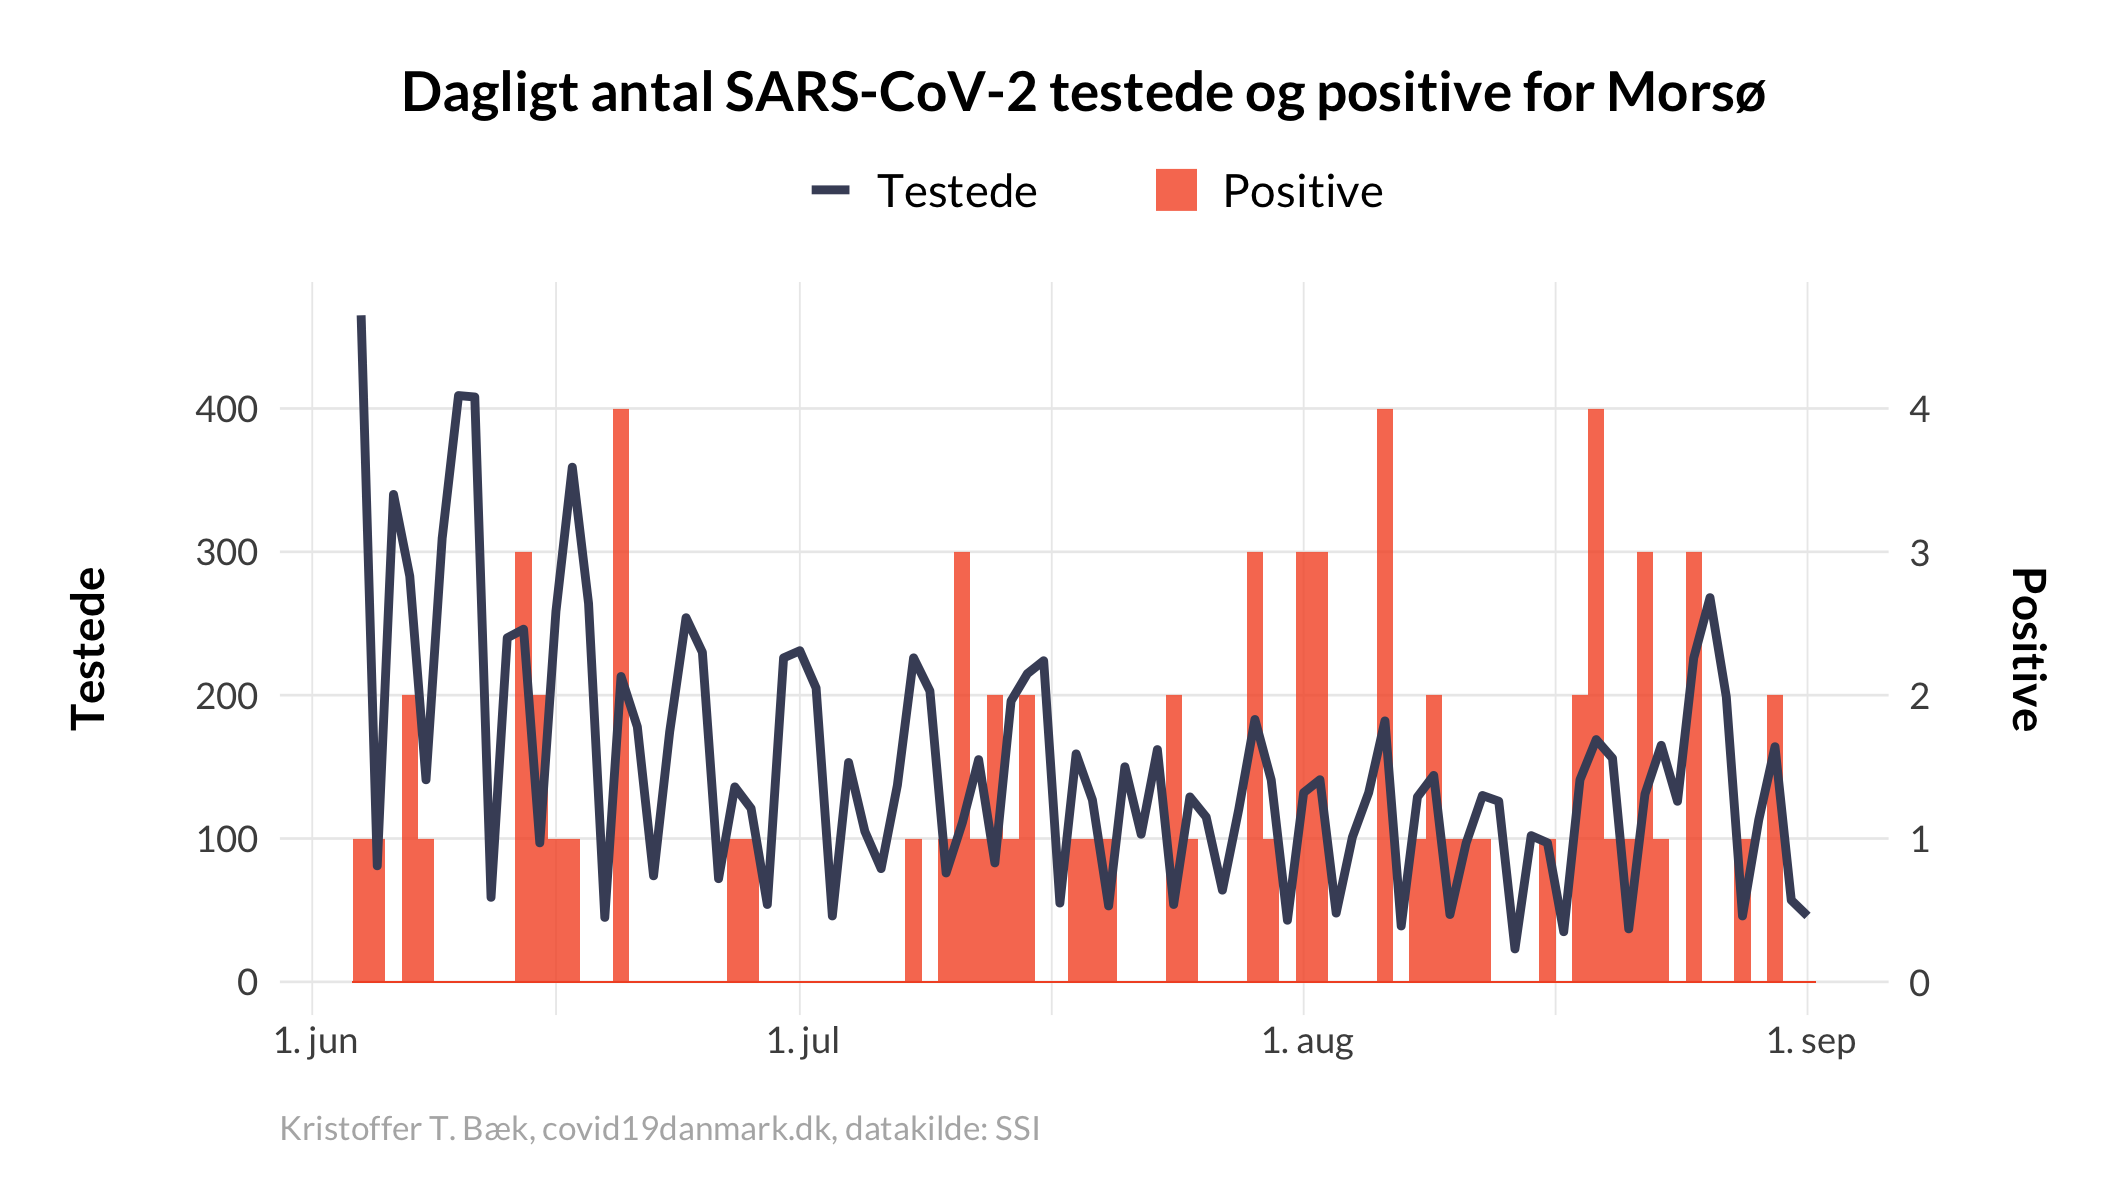 Dagligt antal SARS-CoV-2 testede og positive for Morsø
Testede
Positive
Testede
400
300
200
100
0
4
3
2
1
0
Positive
1. jun
1. jul
1. aug
1. sep
Kristoffer T. Bæk, covid19danmark.dk, datakilde: SSI